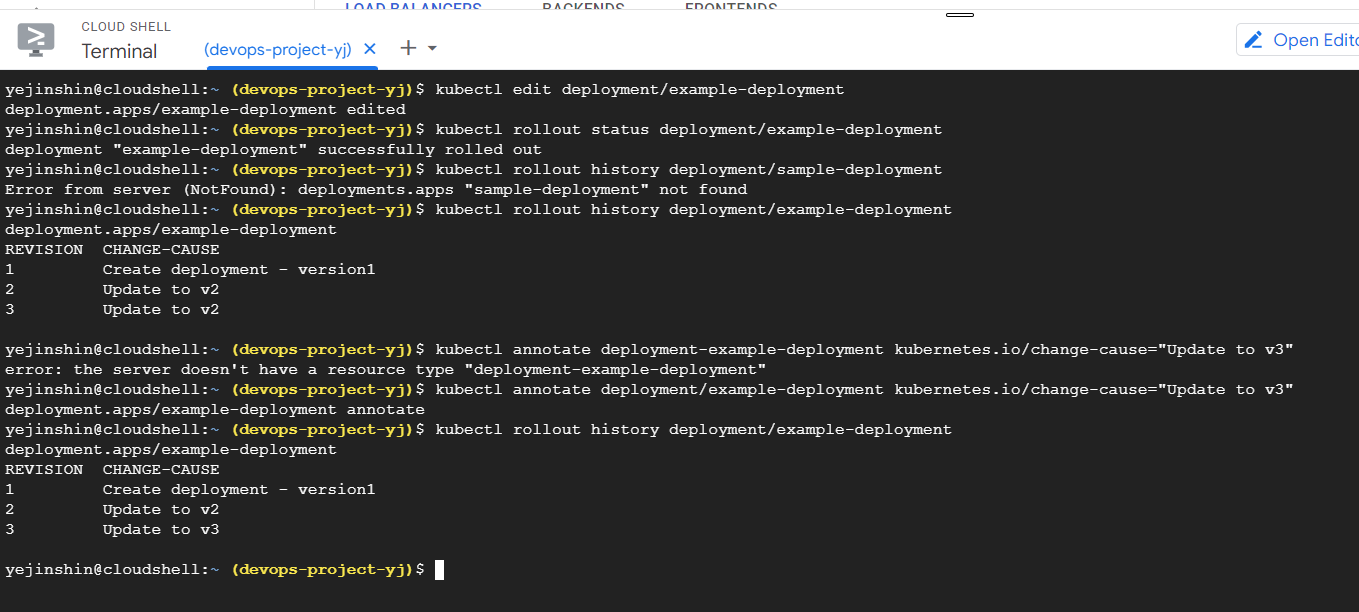 LOAD BALANCERS BACKENDS FRONTENDS
CLOUD SHELL
Terminal
(devops-project-yj)
Open Edito
yejinshin@cloudshell:~ (devops-project-yj)$ kubectl edit deployment/example-deployment
deployment.apps/example-deployment edited
yejinshin@cloudshell:~ (devops-project-yj)$ kubectl rollout status deployment/example-deployment
deployment "example-deployment" successfully rolled out
yejinshin@cloudshell:~ (devops-project-yj)$ kubectl rollout history deployment/sample-deployment
Error from server (NotFound): deployments.apps "sample-deployment" not found
yejinshin@cloudshell:~ (devops-project-yj)$ kubectl rollout history deployment/example-deployment
deployment.apps/example-deployment
REVISION CHANGE-CAUSE
1 Create deployment - version1
2 Update to v2
3 Update to v2
yejinshin@cloudshell:~ (devops-project-yj)$ kubectl annotate deployment-example-deployment kubernetes.io/change-cause="Update to v3"
error: the server doesn't have a resource type "deployment-example-deployment"
yejinshin@cloudshell:~ (devops-project-yj)$ kubectl annotate deployment/example-deployment kubernetes.io/change-cause="Update to v3"
deployment.apps/example-deployment annotate
yejinshin@cloudshell:~ (devops-project-yj)$ kubectl rollout history deployment/example-deployment
deployment.apps/example-deployment
REVISION CHANGE-CAUSE
1 Create deployment - version1
2 Update to v2
3 Update to v3
yejinshin@cloudshell:~ (devops-project-yj)$